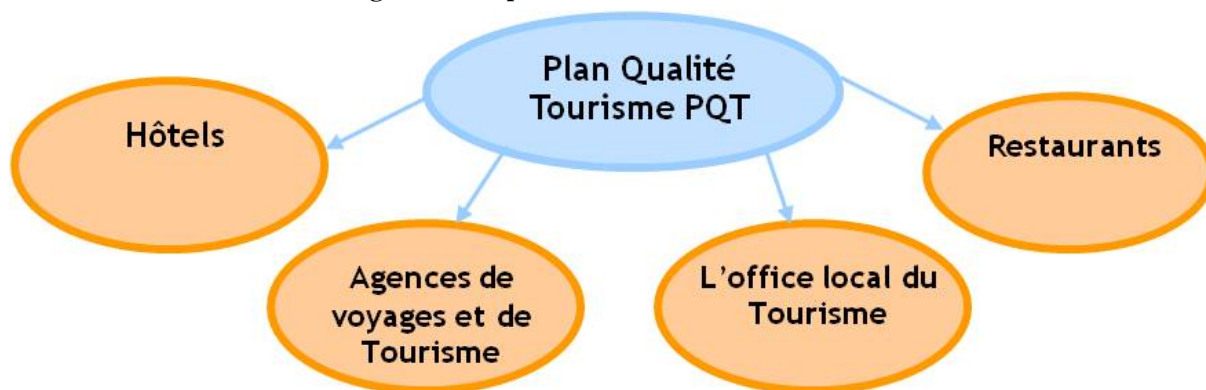 Plan Qualité
Tourisme PQT
Hôtels
Restaurants
Agences de
voyages et de
Tourisme
L'office local du
Tourisme